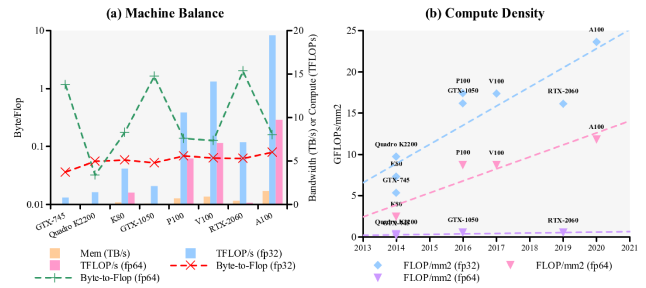 (a) Machine Balance
(b) Compute Density
10
1
0.1
0.01
Byte/Flop
20
15
10
5
0
Bandwidth (TB/s) or Compute (TFLOPs)
GTX-745
Quadro K2200
K80
GTX-1050
P100
V100
RTX-2060
A100
Mem (TB/s)
TFLOP/s (fp32)
TFLOP/s (fp64)
Byte-to-Flop (fp32)
Byte-to-Flop (fp64)
25
20
15
10
5
0
GFLOP's/mm2
A100
P100
V100
GTX-1050
RTX-2060
Quadro K2200
K80
GTX-745
A100
P100
V100
K80
Quadro K2200
GTX-1050
RTX-2060
2013
2014
2015
2016
2017
2018
2019
2020
2021
FLOP/mm2 (fp32)
FLOP/mm2 (fp64)
FLOP/mm2 (fp64)